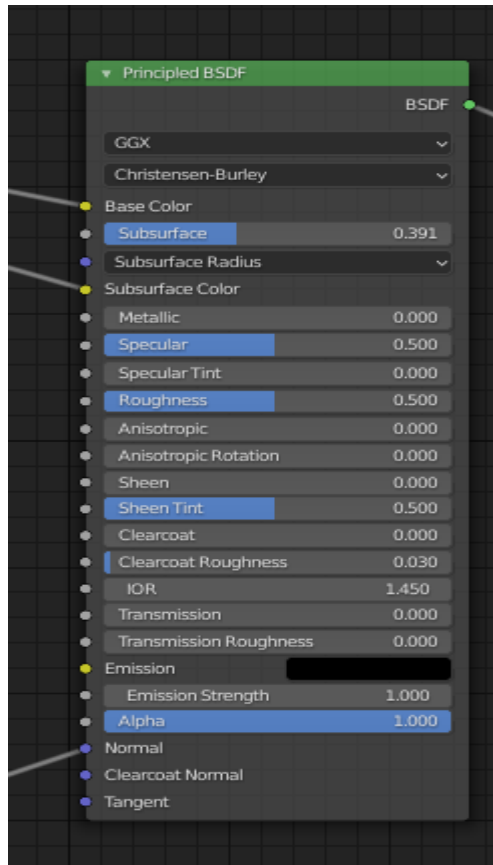 Principled BSDF
BSDF
GGX
Christensen-Burley
Base Color
Subsurface 0.391
Subsurface Radius
Subsurface Color
Metallic 0.000
Specular 0.500
Specular Tint 0.000
Roughness 0.500
Anisotropic 0.000
Anisotropic Rotation 0.000
Sheen 0.000
Sheen Tint 0.500
Clearcoat 0.000
Clearcoat Roughness 0.030
IOR 1.450
Transmission 0.000
Transmission Roughness 0.000
Emission
Emission Strength 1.000
Alpha 1.000
Normal
Clearcoat Normal
Tangent